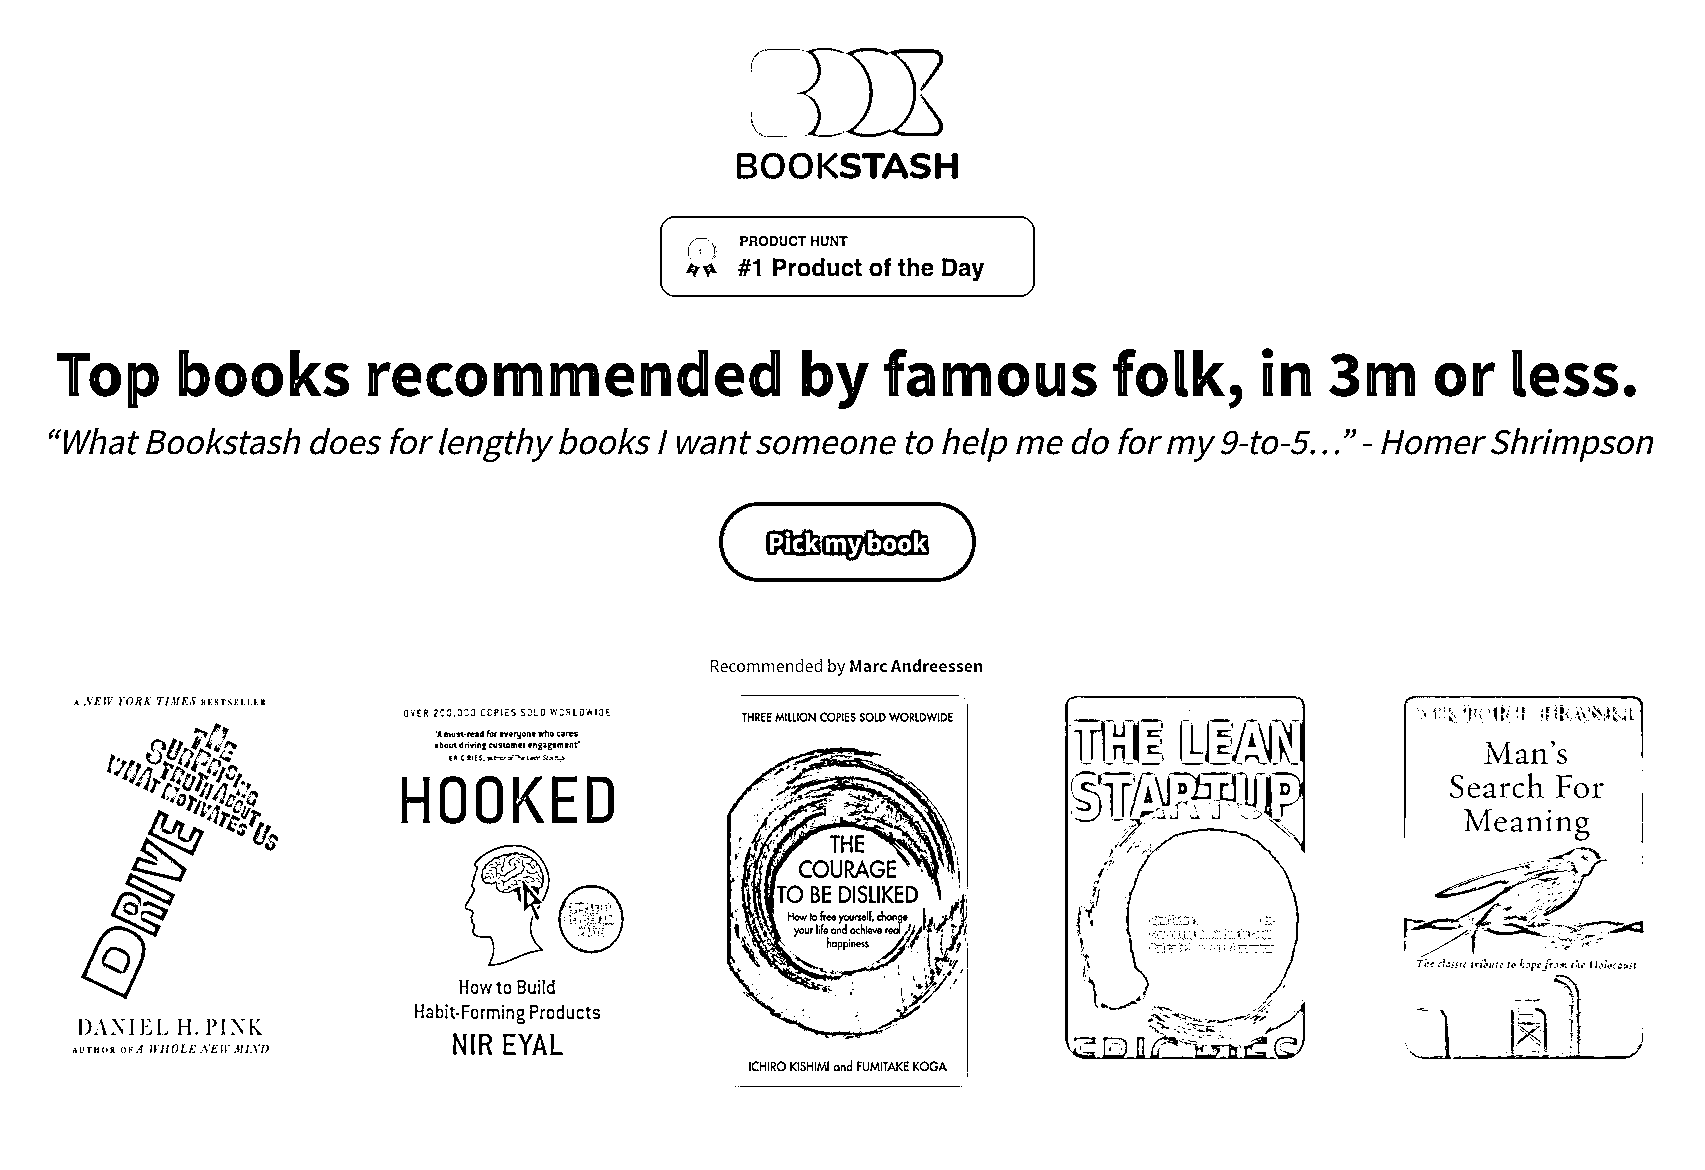 BOOK
BOOKSTASH
PRODUCT HUNT
#1 Product of the Day
Top books recommended by famous folk, in 3m or less.
“What Bookstash does for lengthy books I want someone to help me do for my 9-to-5…” - Homer Shrimpson
Pick my book
Recommended by Marc Andreessen
A NEW YORK TIMES BESTSELLER
THE
SURPRISING
TRUTH ABOUT
WHAT MOTIVATES US
DRIVE
DANIEL H. PINK
AUTHOR OF A WHOLE NEW MIND
OVER 200,000 COPIES SOLD WORLDWIDE
'A must-read for everyone who cares
about driving customer engagement'
ERIC RIES, author of The Lean Startup
HOOKED
How to Build
Habit-Forming Products
NIR EYAL
THREE MILLION COPIES SOLD WORLDWIDE
THE
COURAGE
TO BE DISLIKED
How to free yourself, change
your life and achieve real
happiness
ICHIRO KISHIMI and FUMITAKE KOGA
THE LEAN
STARTUP
ERIC RIES
VIKTOR E FRANKL
Man's
Search For
Meaning
The classic tribute to hope from the Holocaust